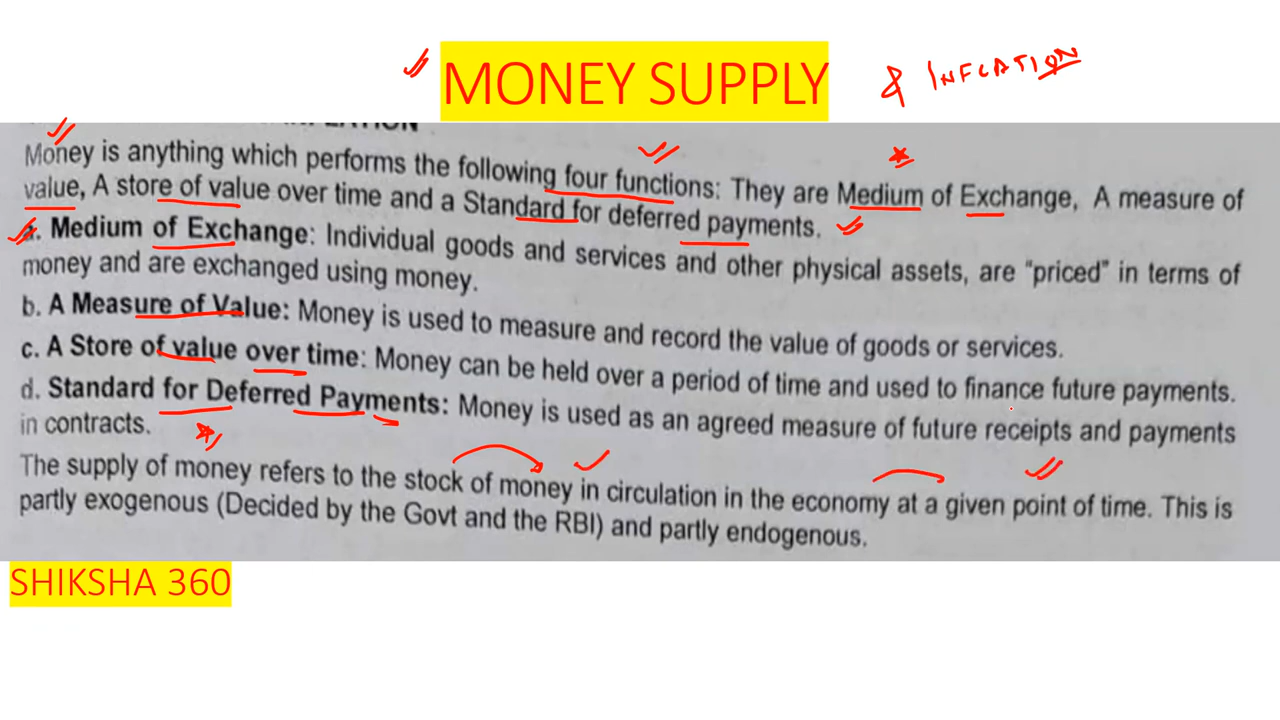 MONEY SUPPLY & INFLATION
Money is anything which performs the following four functions: They are Medium of Exchange, A measure of
value, A store of value over time and a Standard for deferred payments.
a. Medium of Exchange: Individual goods and services and other physical assets, are "priced" in terms of
money and are exchanged using money.
b. A Measure of Value: Money is used to measure and record the value of goods or services.
c. A Store of value over time: Money can be held over a period of time and used to finance future payments.
d. Standard for Deferred Payments: Money is used as an agreed measure of future receipts and payments
in contracts.
The supply of money refers to the stock of money in circulation in the economy at a given point of time. This is
partly exogenous (Decided by the Govt and the RBI) and partly endogenous.
SHIKSHA 360